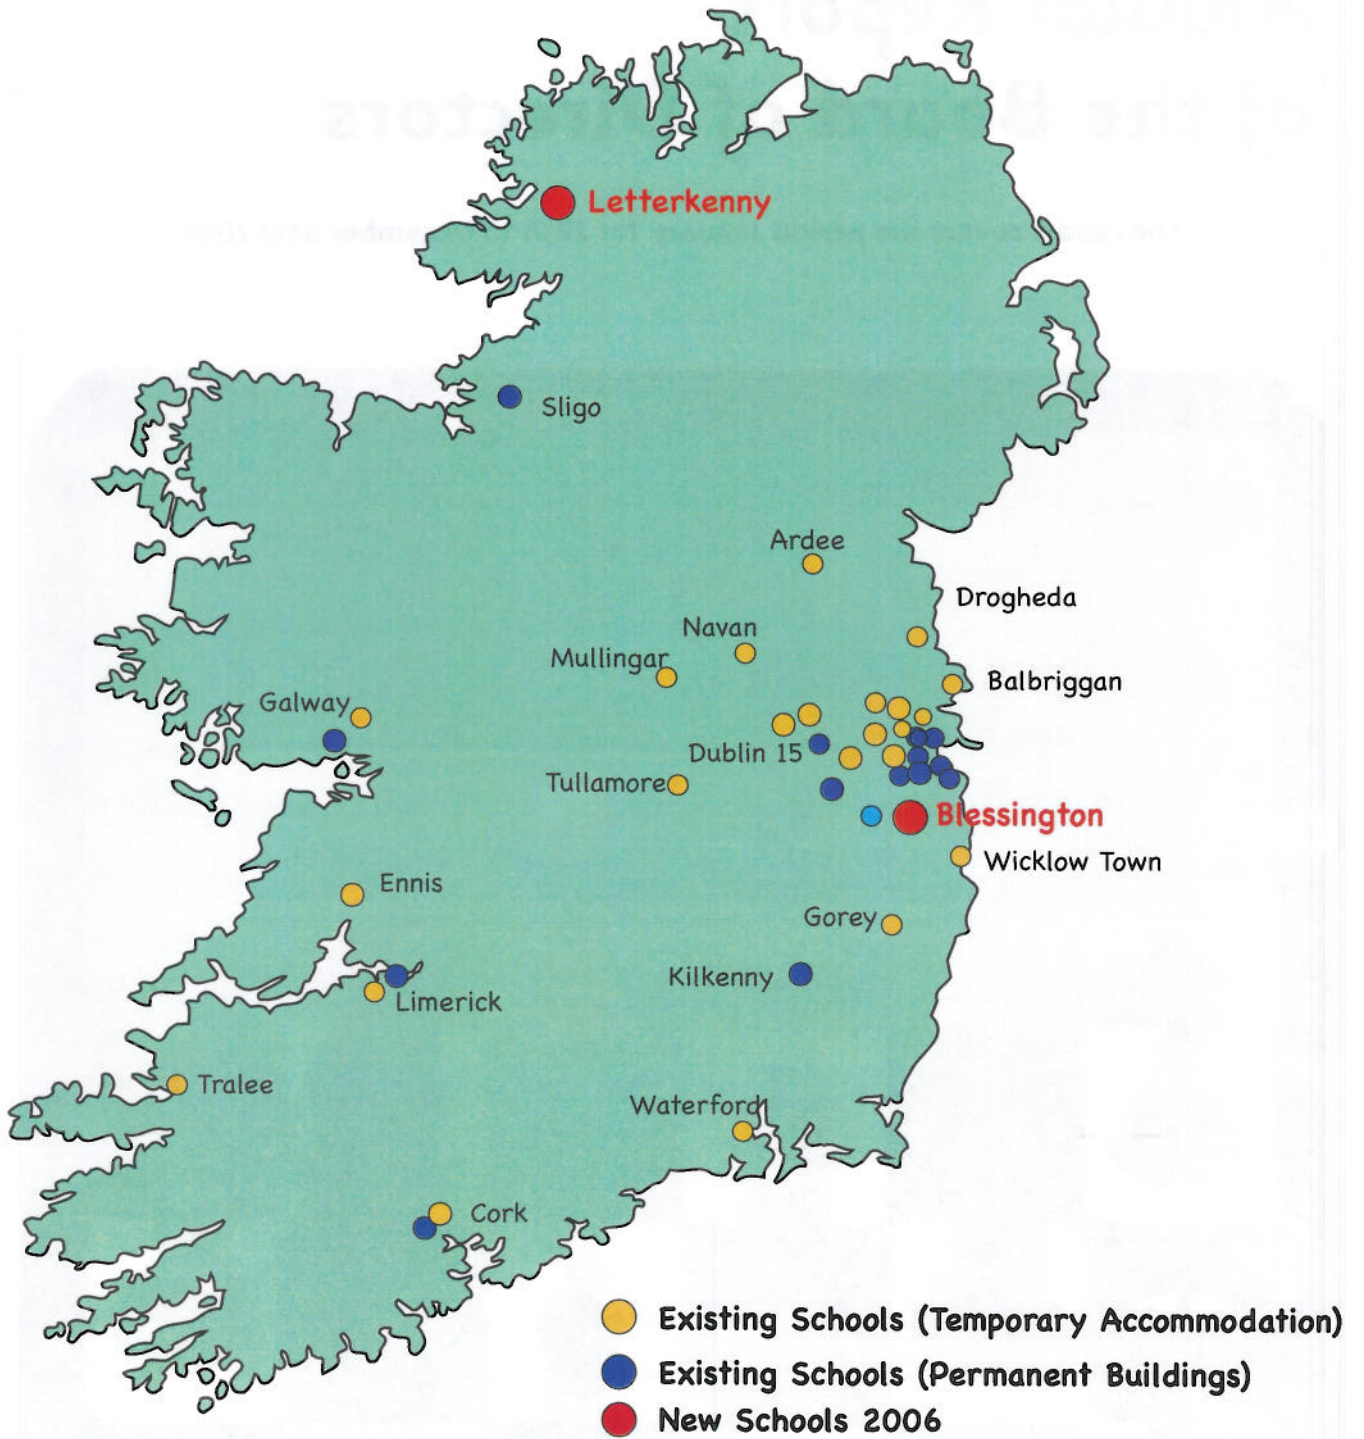 Letterkenny
Sligo
Ardee
Drogheda
Navan
Mullingar
Balbriggan
Galway
Dublin 15
Tullamore
Blessington
Wicklow Town
Ennis
Gorey
Kilkenny
Limerick
Tralee
Waterford
Cork
Existing Schools (Temporary Accommodation)
Existing Schools (Permanent Buildings)
New Schools 2006